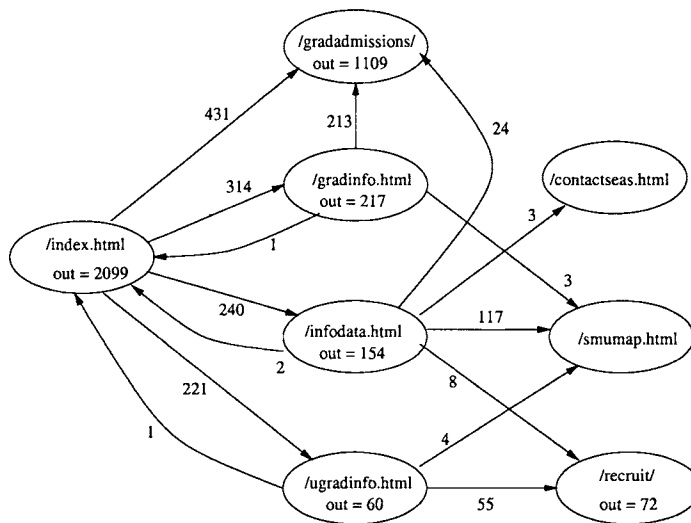 /gradadmissions/
out = 1109
431
213
24
/gradinfo.html
out = 217
/contactseas.html
314
3
/index.html
out = 2099
1
3
240
/infodata.html
out = 154
117
/smumap.html
2
221
8
1
4
/ugradinfo.html
out = 60
55
/recruit/
out = 72